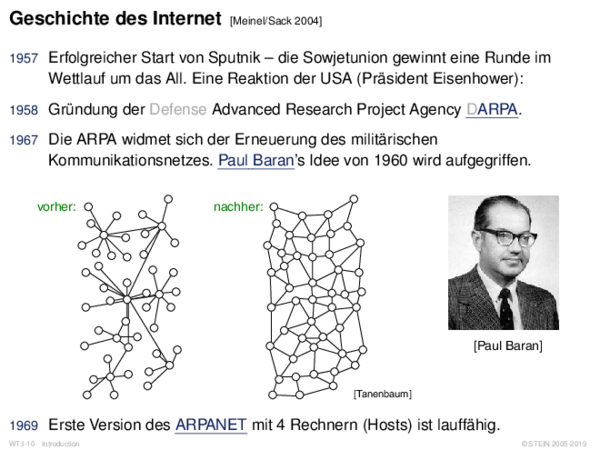 Geschichte des Internet [Meinel/Sack 2004]
1957 Erfolgreicher Start von Sputnik – die Sowjetunion gewinnt eine Runde im
Wettlauf um das All. Eine Reaktion der USA (Präsident Eisenhower):
1958 Gründung der Defense Advanced Research Project Agency DARPA.
1967 Die ARPA widmet sich der Erneuerung des militärischen
Kommunikationsnetzes. Paul Baran's Idee von 1960 wird aufgegriffen.
vorher: nachher:
[Paul Baran]
[Tanenbaum]
1969 Erste Version des ARPANET mit 4 Rechnern (Hosts) ist lauffähig.
WT:I-10 Introduction © STEIN 2005-2019